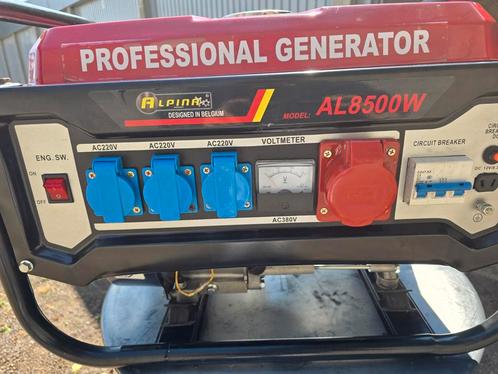 PROFESSIONAL GENERATOR
ALPINA
DESIGNED IN BELGIUM
MODEL: AL8500W
ENG. SW.
ON
OFF
AC220V AC220V AC220V VOLTMETER
V
AC380V
CIRCUIT BREAKER